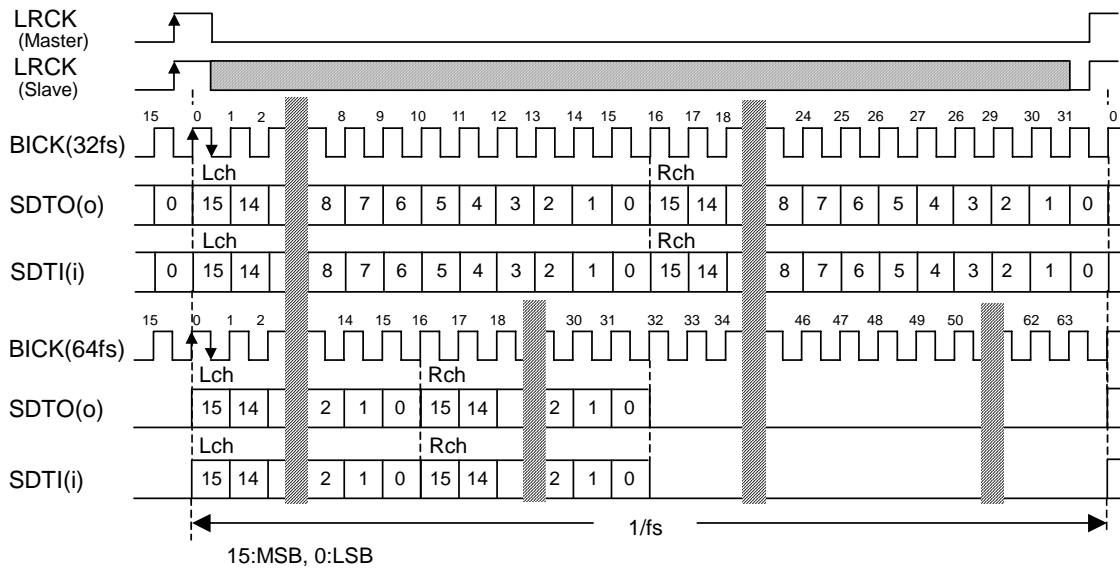 LRCK
(Master)
LRCK
(Slave)
15 0 1 2 8 9 10 11 12 13 14 15 16 17 18 24 25 26 26 28 29 30 31 0
BICK(32fs)
Lch Rch
SDTO(o) 0 15 14 8 7 6 5 4 3 2 1 0 15 14 8 7 6 5 4 3 2 1 0
Lch Rch
SDTI(i) 0 15 14 8 7 6 5 4 3 2 1 0 15 14 8 7 6 5 4 3 2 1 0
15 0 1 2 14 15 16 17 18 30 31 32 33 34 46 47 48 49 50 62 63
BICK(64fs)
Lch Rch
SDTO(o) 15 14 2 1 0 15 14 2 1 0
Lch Rch
SDTI(i) 15 14 2 1 0 15 14 2 1 0
1/fs
15:MSB, 0:LSB